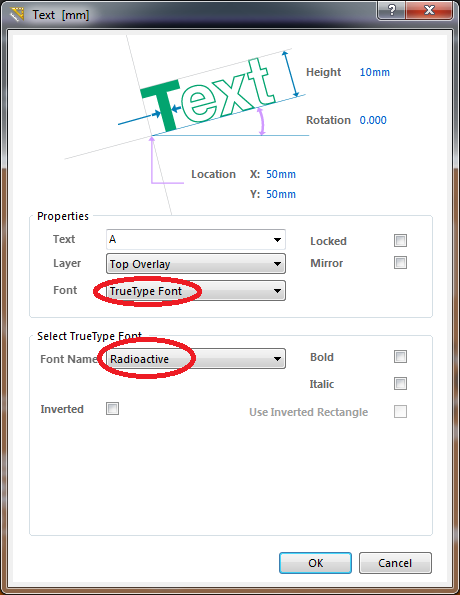 Text [mm]
?
Text
Height 10mm
Rotation 0.000
Location X: 50mm
Y: 50mm
Properties
Text A Locked
Layer Top Overlay Mirror
Font TrueType Font
Select TrueType Font
Font Name Radioactive Bold
Italic
Inverted Use Inverted Rectangle
OK Cancel